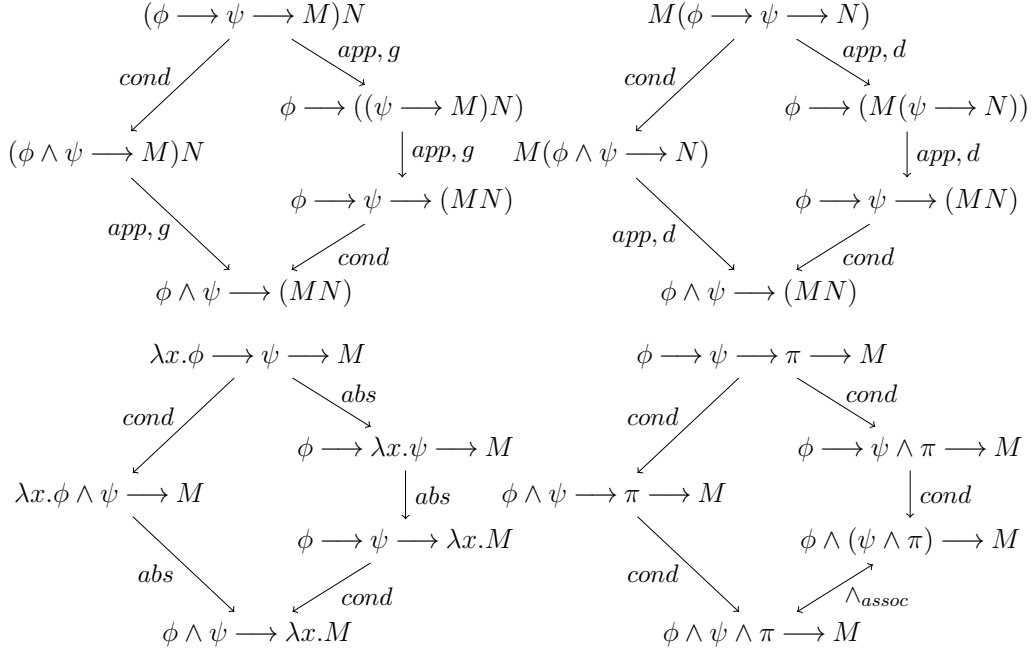 (ϕ ⟶ ψ ⟶ M)N
M(ϕ ⟶ ψ ⟶ N)
cond
app, g
cond
app, d
ϕ ⟶ ((ψ ⟶ M)N)
ϕ ⟶ (M(ψ ⟶ N))
(ϕ ∧ ψ ⟶ M)N
app, g
M(ϕ ∧ ψ ⟶ N)
app, d
ϕ ⟶ ψ ⟶ (MN)
ϕ ⟶ ψ ⟶ (MN)
app, g
cond
app, d
cond
ϕ ∧ ψ ⟶ (MN)
ϕ ∧ ψ ⟶ (MN)
λx.ϕ ⟶ ψ ⟶ M
ϕ ⟶ ψ ⟶ π ⟶ M
cond
abs
cond
cond
ϕ ⟶ λx.ψ ⟶ M
ϕ ⟶ ψ ∧ π ⟶ M
λx.ϕ ∧ ψ ⟶ M
abs
ϕ ∧ ψ ⟶ π ⟶ M
cond
ϕ ⟶ ψ ⟶ λx.M
ϕ ∧ (ψ ∧ π) ⟶ M
abs
cond
cond
∧assoc
ϕ ∧ ψ ⟶ λx.M
ϕ ∧ ψ ∧ π ⟶ M